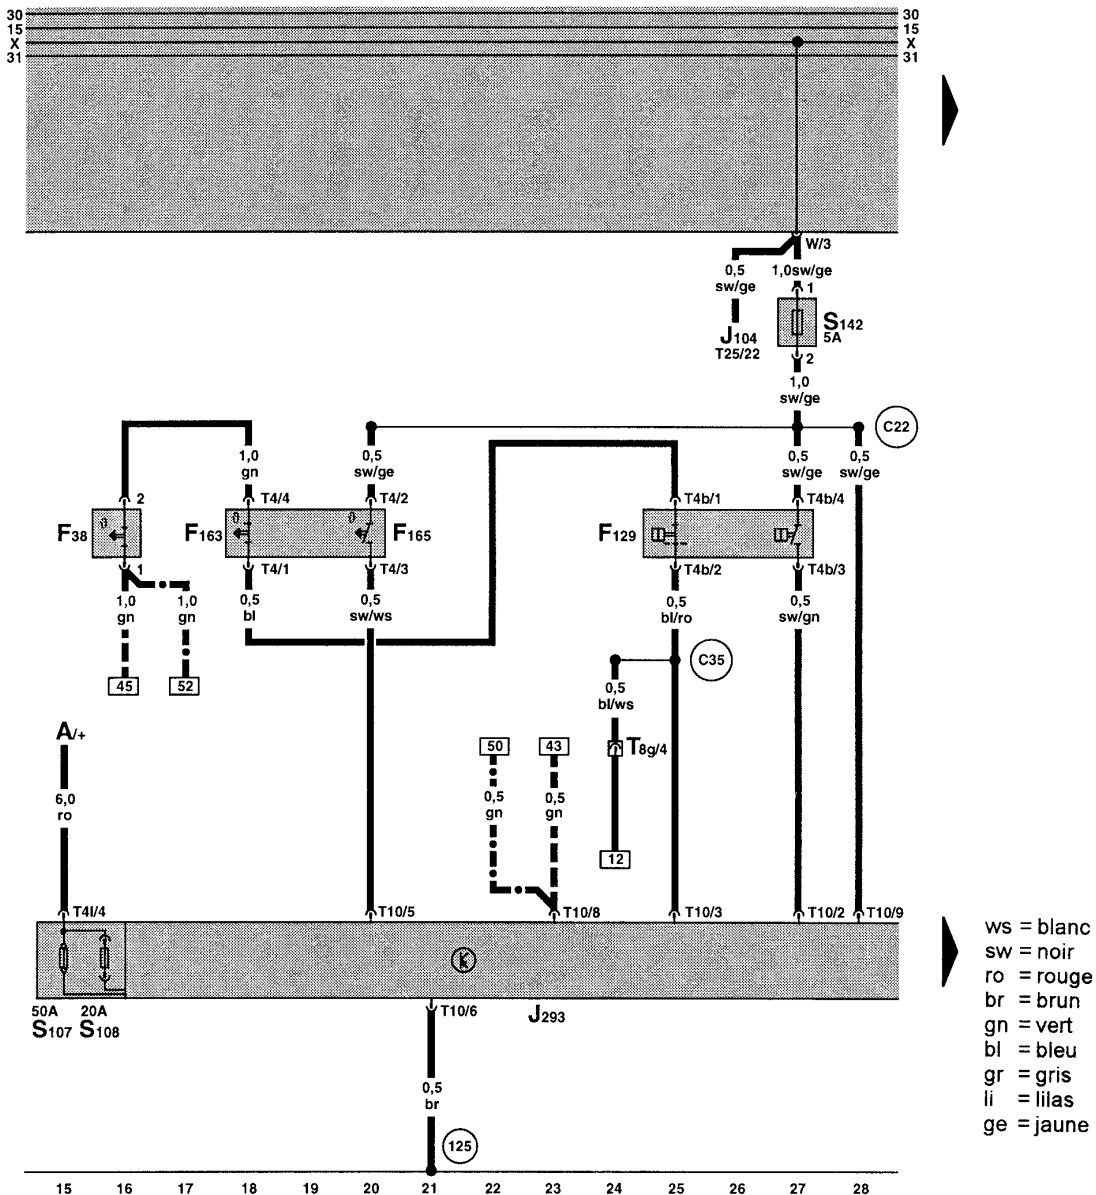 30 30
15 15
X X
31 31
W/3
0,5 1,0sw/ge
sw/ge
1
J104 S142
T25/22 5A
2
1,0
sw/ge
C22
1,0 0,5 0,5 0,5
gn sw/ge sw/ge sw/ge
2 T4/4 T4/2 T4b/1 T4b/4
F38 F163 F165 F129
1 T4/1 T4/3 T4b/2 T4b/3
1,0 1,0 0,5 0,5 0,5 0,5
gn gn bl sw/ws bl/ro sw/gn
C35
45 52
0,5
bl/ws
A/+
50 43 T8g/4
6,0 0,5 0,5
ro gn gn
12
T4l/4 T10/5 T10/8 T10/3 T10/2 T10/9
50A 20A T10/6 J293
S107 S108
0,5
br
125
15 16 17 18 19 20 21 22 23 24 25 26 27 28
ws = blanc
sw = noir
ro = rouge
br = brun
gn = vert
bl = bleu
gr = gris
li = lilas
ge = jaune